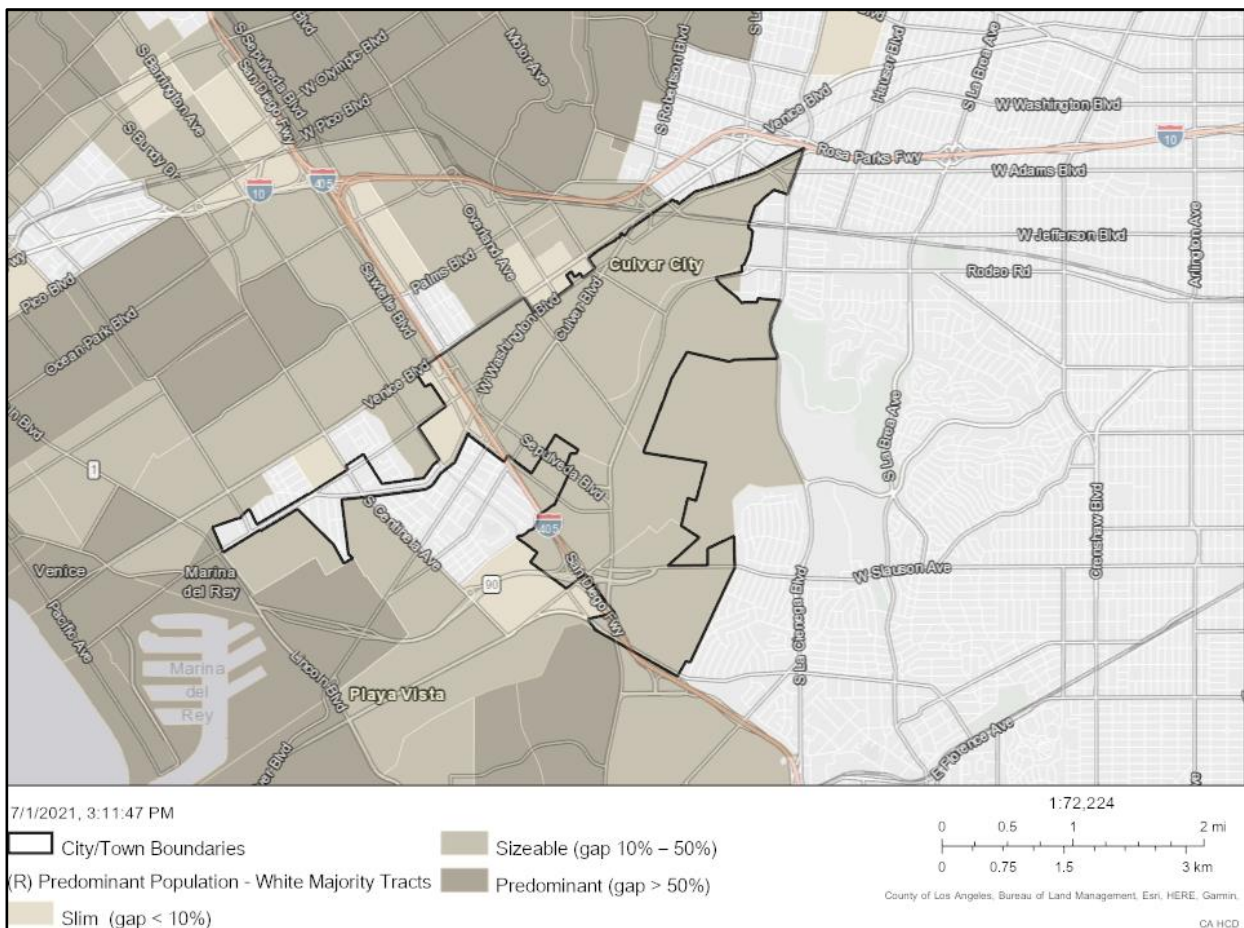 S Sepulveda Blvd
San Diego Fwy
S Barrington Ave
W Olympic Blvd
W Pico Blvd
Motor Ave
S Robertson Blvd
Venice Blvd
Hauser Blvd
S La Brea Ave
W Washington Blvd
S Bundy Dr
10
405
Rosa Parks Fwy
10
W Adams Blvd
Overland Ave
Palms Blvd
Culver City
W Jefferson Blvd
Rodeo Rd
Arlington Ave
Pico Blvd
Sawtelle Blvd
Culver Blvd
W Washington Blvd
Ocean Park Blvd
Venice Blvd
1
Sepulveda Blvd
S La Brea Ave
S Centinela Ave
405
Crenshaw Blvd
Venice
Marina
del Rey
90
San Diego Fwy
W Slauson Ave
Pacific Ave
S La Cienega Blvd
Marina
del
Rey
Lincoln Blvd
Playa Vista
E Florence Ave
7/1/2021, 3:11:47 PM
City/Town Boundaries
(R) Predominant Population - White Majority Tracts
Slim (gap < 10%)
Sizeable (gap 10% – 50%)
Predominant (gap > 50%)
1:72,224
0 0.5 1 2 mi
0 0.75 1.5 3 km
County of Los Angeles, Bureau of Land Management, Esri, HERE, Garmin,
CA HCD